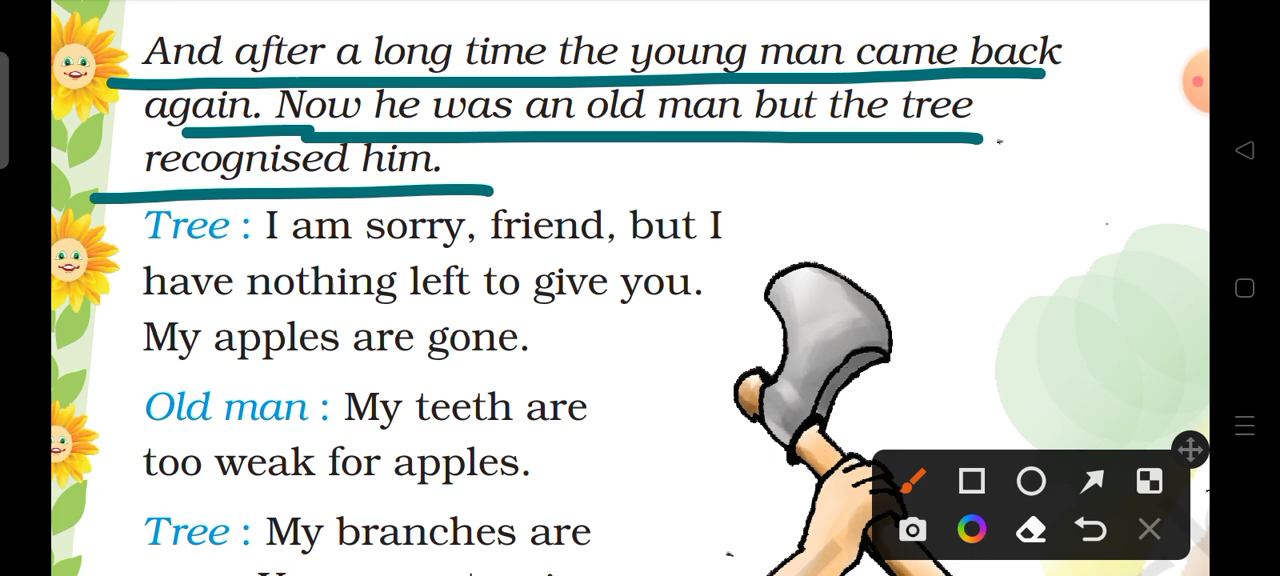 And after a long time the young man came back
again. Now he was an old man but the tree
recognised him.
Tree : I am sorry, friend, but I
have nothing left to give you.
My apples are gone.
Old man : My teeth are
too weak for apples.
Tree : My branches are